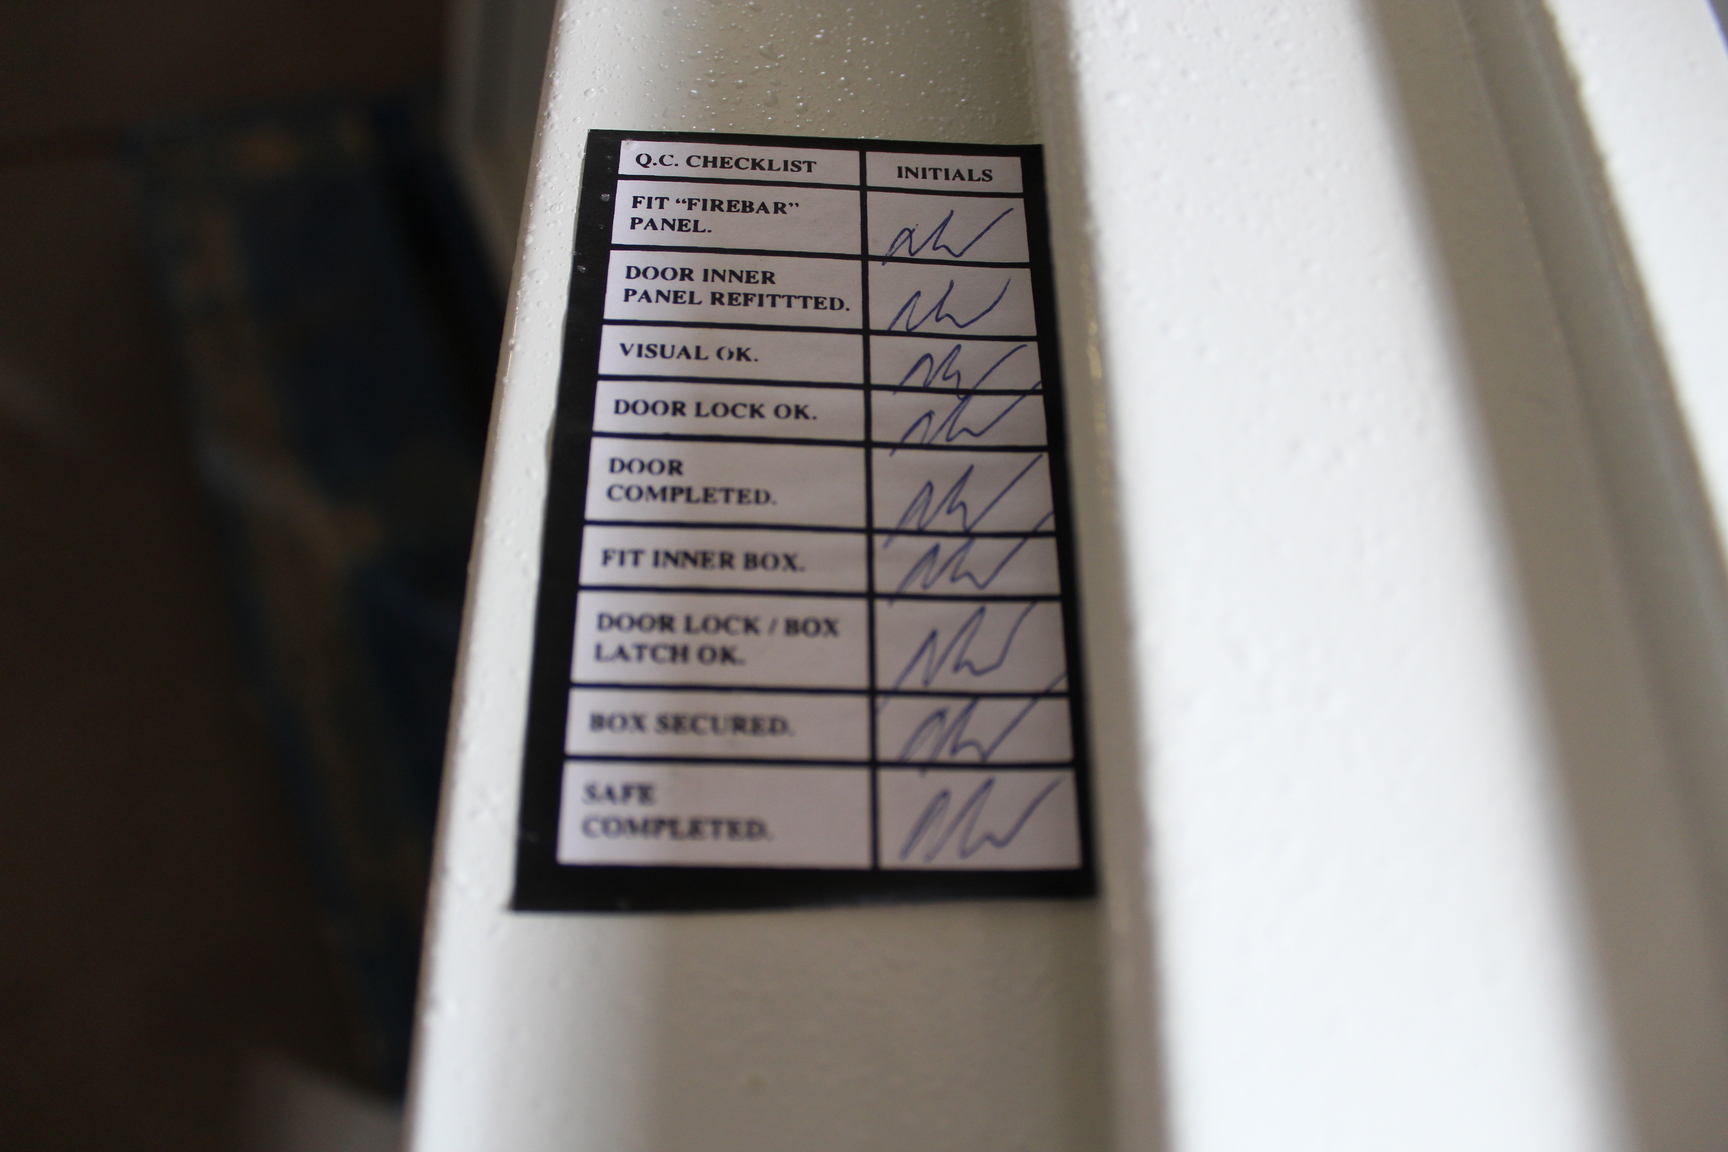 Q.C. CHECKLIST INITIALS
FIT “FIREBAR”
PANEL.
DOOR INNER
PANEL REFITTTED.
VISUAL OK.
DOOR LOCK OK.
DOOR
COMPLETED.
FIT INNER BOX.
DOOR LOCK / BOX
LATCH OK.
BOX SECURED.
SAFE
COMPLETED.